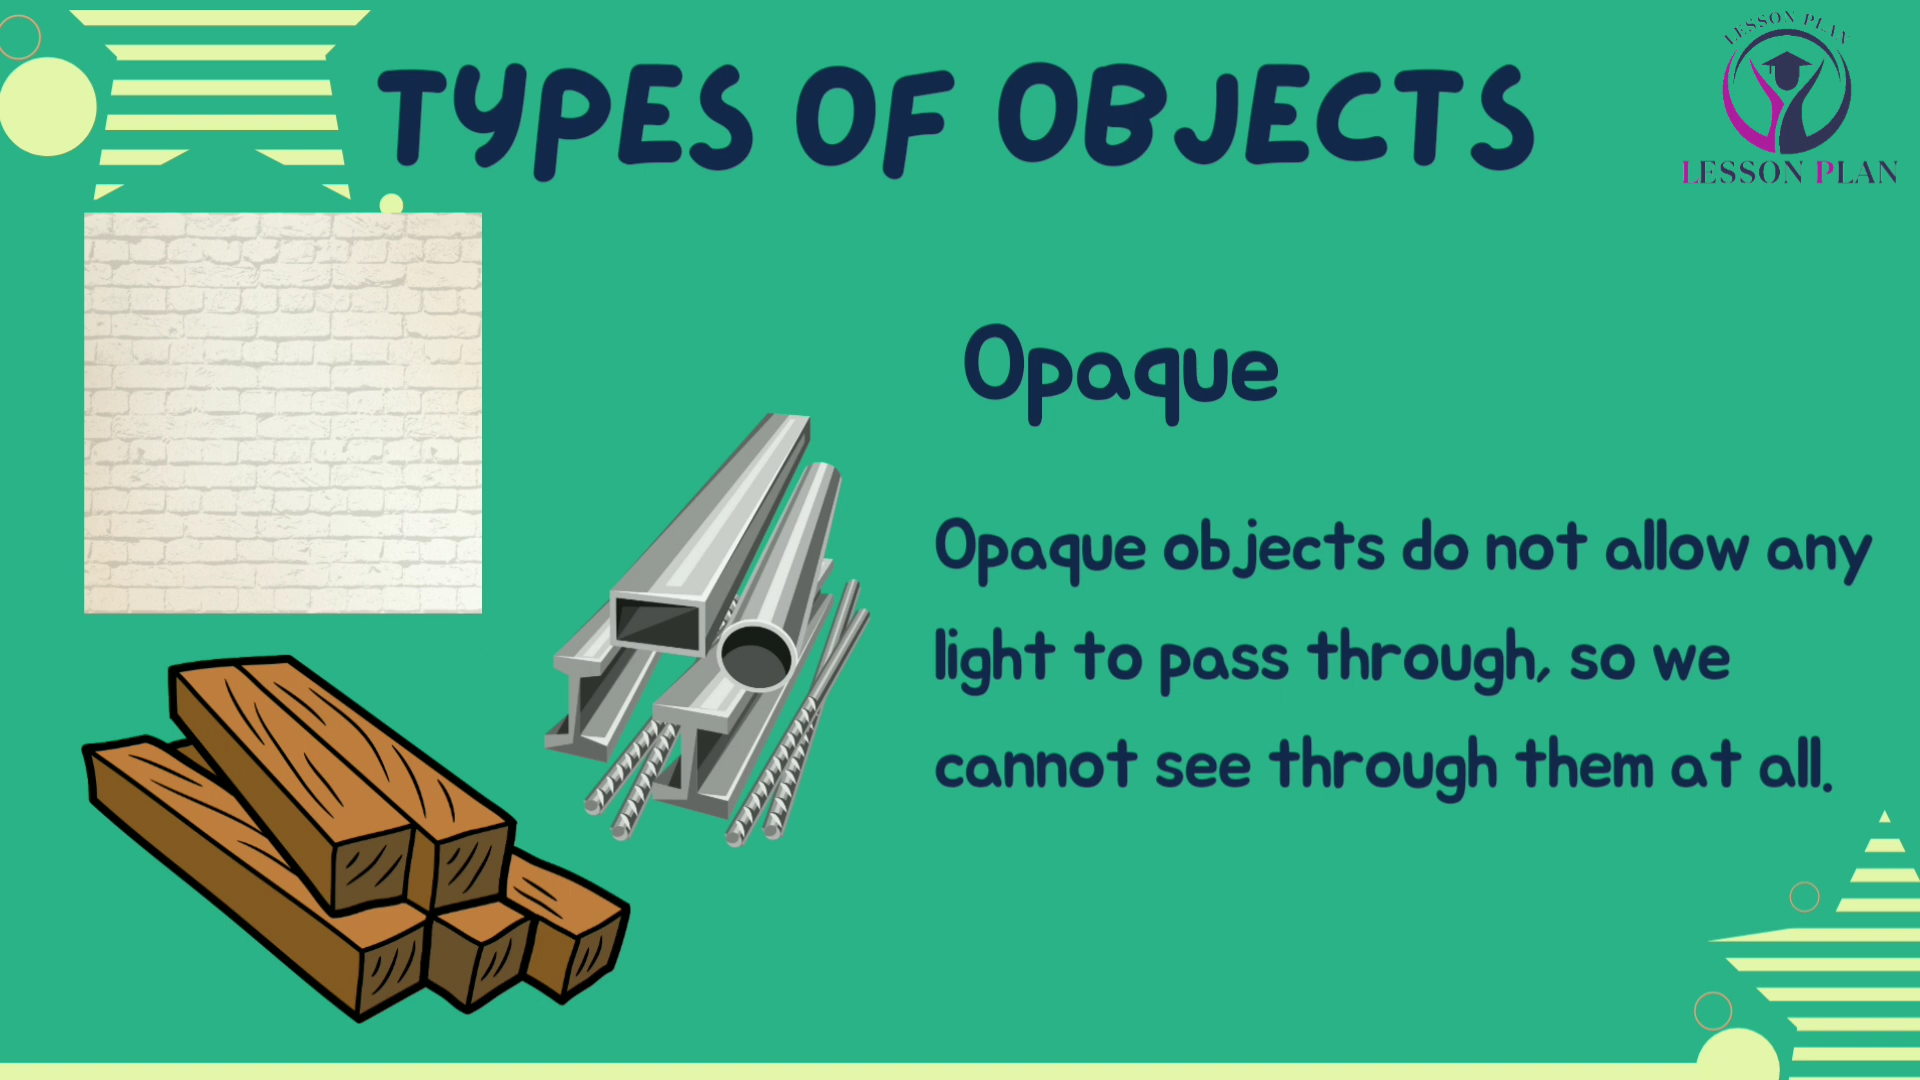 LESSON PLAN
TYPES OF OBJECTS
LESSON PLAN
Opaque
Opaque objects do not allow any
light to pass through, so we
cannot see through them at all.